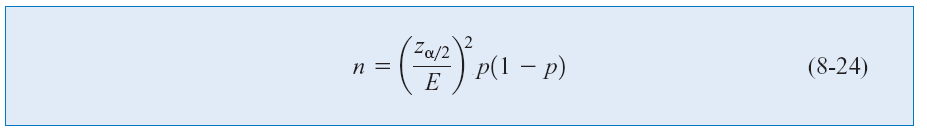 n = (z_{α/2}/E)^2 p(1 − p) (8-24)